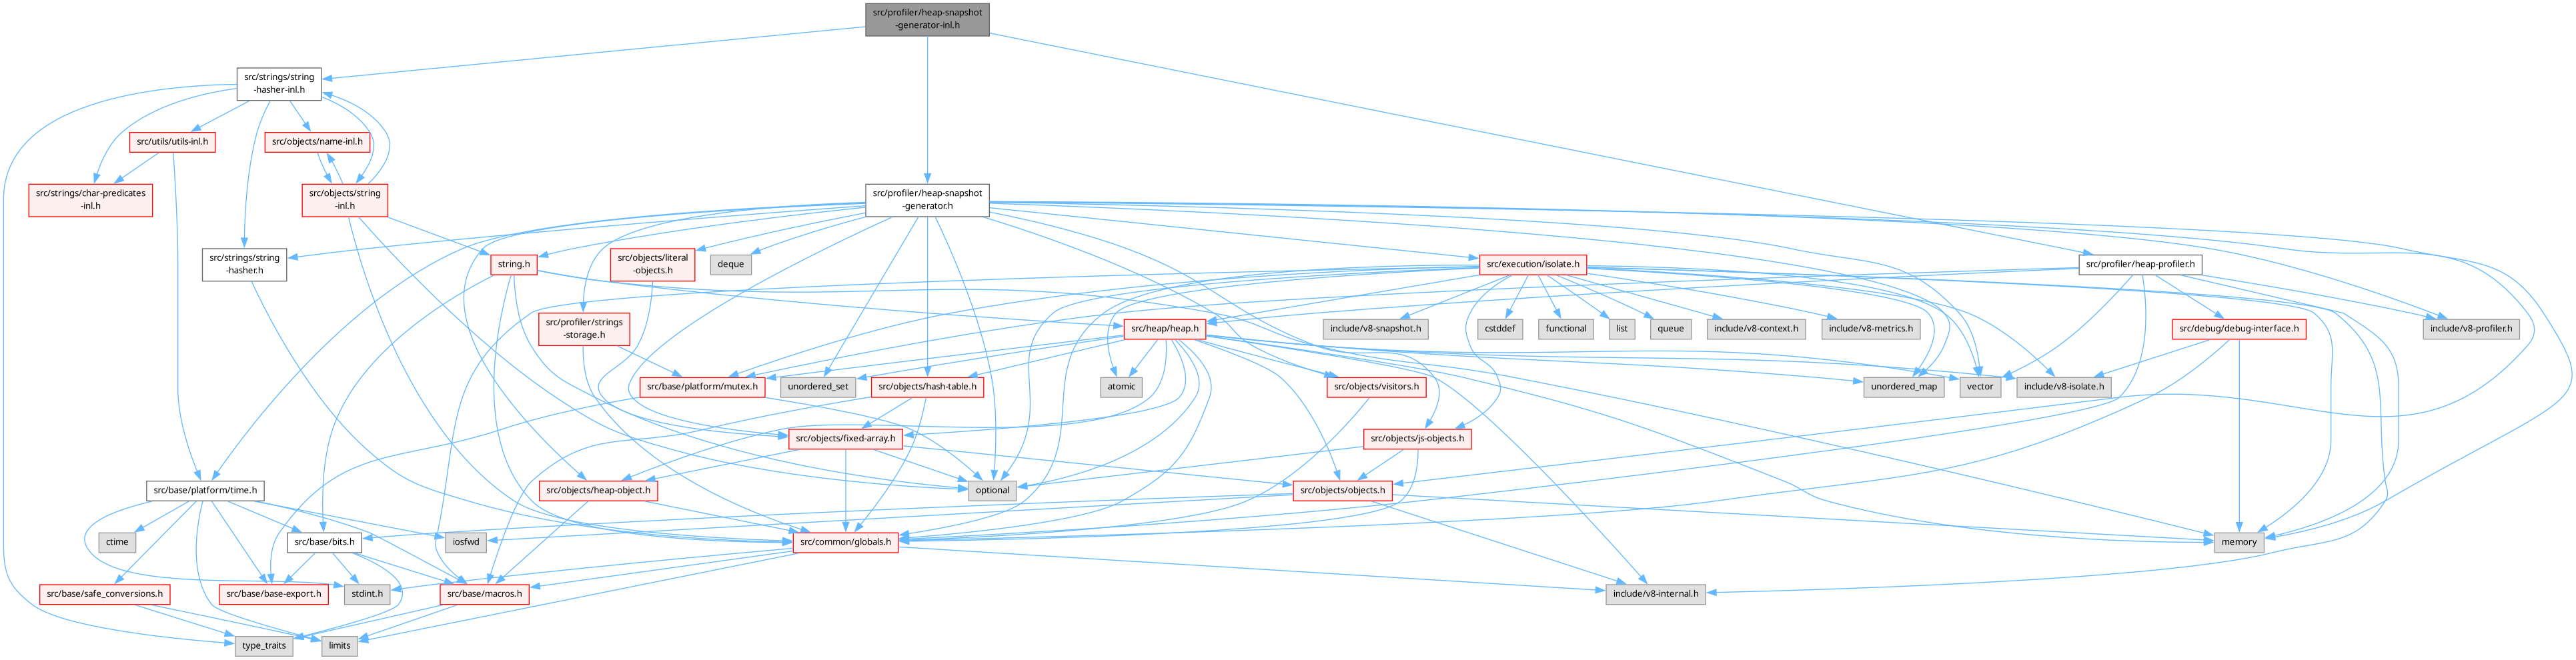 src/profiler/heap-snapshot
-generator-inl.h
src/strings/string
-hasher-inl.h
src/utils/utils-inl.h
src/objects/name-inl.h
src/strings/char-predicates
-inl.h
src/objects/string
-inl.h
src/profiler/heap-snapshot
-generator.h
src/strings/string
-hasher.h
string.h
src/objects/literal
-objects.h
deque
src/execution/isolate.h
src/profiler/heap-profiler.h
src/profiler/strings
-storage.h
src/heap/heap.h
include/v8-snapshot.h
cstddef
functional
list
queue
include/v8-context.h
include/v8-metrics.h
src/debug/debug-interface.h
include/v8-profiler.h
src/base/platform/mutex.h
unordered_set
src/objects/hash-table.h
atomic
src/objects/visitors.h
unordered_map
vector
include/v8-isolate.h
src/objects/fixed-array.h
src/objects/js-objects.h
src/base/platform/time.h
src/objects/heap-object.h
optional
src/objects/objects.h
ctime
src/base/bits.h
iosfwd
src/common/globals.h
memory
src/base/safe_conversions.h
src/base/base-export.h
stdint.h
src/base/macros.h
include/v8-internal.h
type_traits
limits